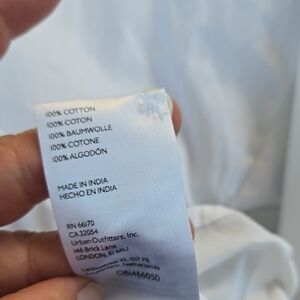 100% COTTON
100% COTON
100% BAUMWOLLE
100% COTONE
100% ALGODÓN
MADE IN INDIA
HECHO EN INDIA
RN 66170
CA 32054
Urban Outfitters, Inc.
146 Brick Lane
LONDON, E1 6RU
Netherlands